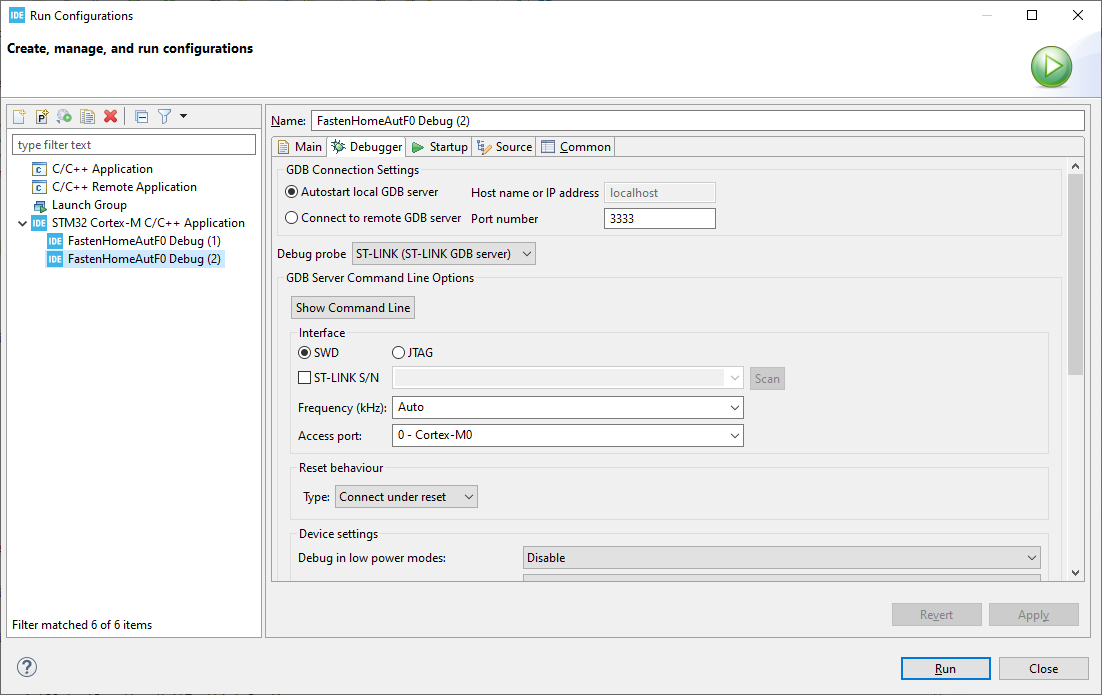 IDE Run Configurations
Create, manage, and run configurations
type filter text
C/C++ Application
C/C++ Remote Application
Launch Group
IDE STM32 Cortex-M C/C++ Application
IDE FastenHomeAutF0 Debug (1)
IDE FastenHomeAutF0 Debug (2)
Filter matched 6 of 6 items
Name: FastenHomeAutF0 Debug (2)
Main Debugger Startup Source Common
GDB Connection Settings
Autostart local GDB server Host name or IP address localhost
Connect to remote GDB server Port number 3333
Debug probe ST-LINK (ST-LINK GDB server)
GDB Server Command Line Options
Show Command Line
Interface
SWD JTAG
ST-LINK S/N Scan
Frequency (kHz): Auto
Access port: 0 - Cortex-M0
Reset behaviour
Type: Connect under reset
Device settings
Debug in low power modes: Disable
Revert Apply
Run Close